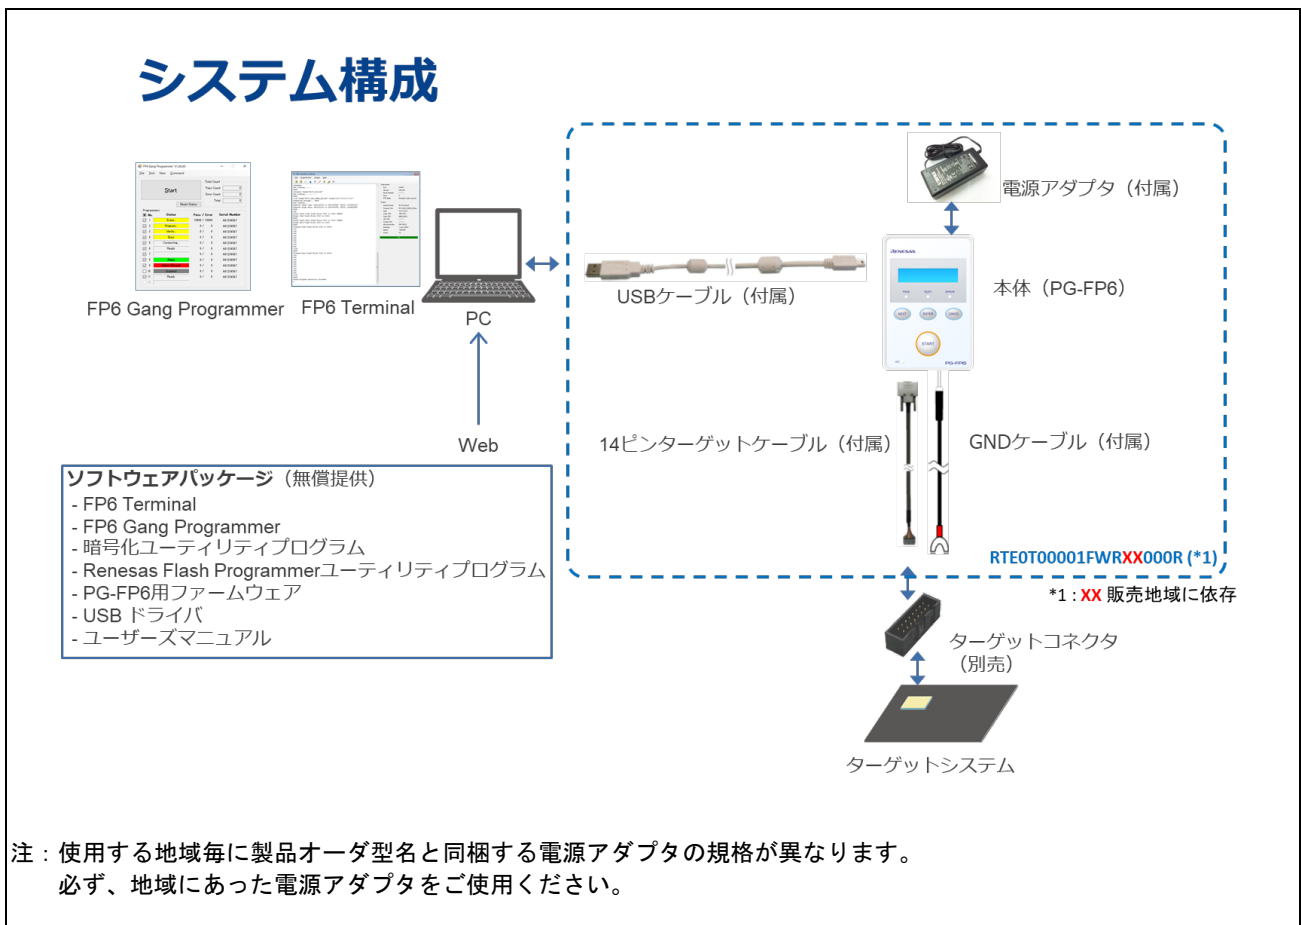 システム構成
FP6 Gang Programmer
FP6 Terminal
PC
Web
ソフトウェアパッケージ（無償提供）
- FP6 Terminal
- FP6 Gang Programmer
- 暗号化ユーティリティプログラム
- Renesas Flash Programmerユーティリティプログラム
- PG-FP6用ファームウェア
- USB ドライバ
- ユーザーズマニュアル
電源アダプタ（付属）
USBケーブル（付属）
RENESAS
NEXT ENTER CANCEL
START
PG-FP6
本体（PG-FP6）
14ピンターゲットケーブル（付属）
GNDケーブル（付属）
RTE0T00001FWRXX000R (*1)
*1 : XX 販売地域に依存
ターゲットコネクタ
（別売）
ターゲットシステム
注：使用する地域毎に製品オーダ型名と同梱する電源アダプタの規格が異なります。
必ず、地域にあった電源アダプタをご使用ください。